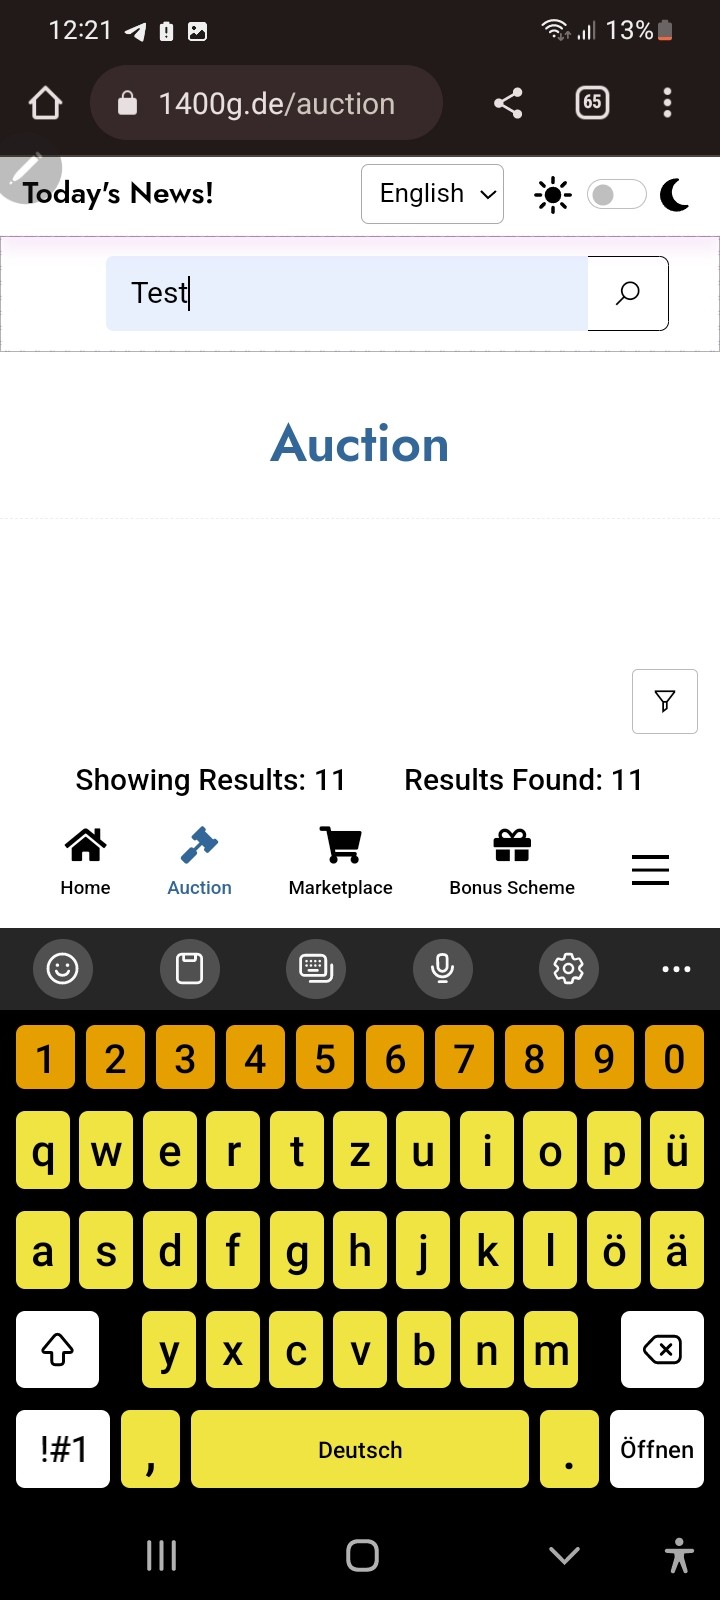 12:21 13%
1400g.de/auction 65
Today's News! English
Test
Auction
Showing Results: 11 Results Found: 11
Home Auction Marketplace Bonus Scheme
1 2 3 4 5 6 7 8 9 0
q w e r t z u i o p ü
a s d f g h j k l ö ä
y x c v b n m
!#1 , Deutsch . Öffnen